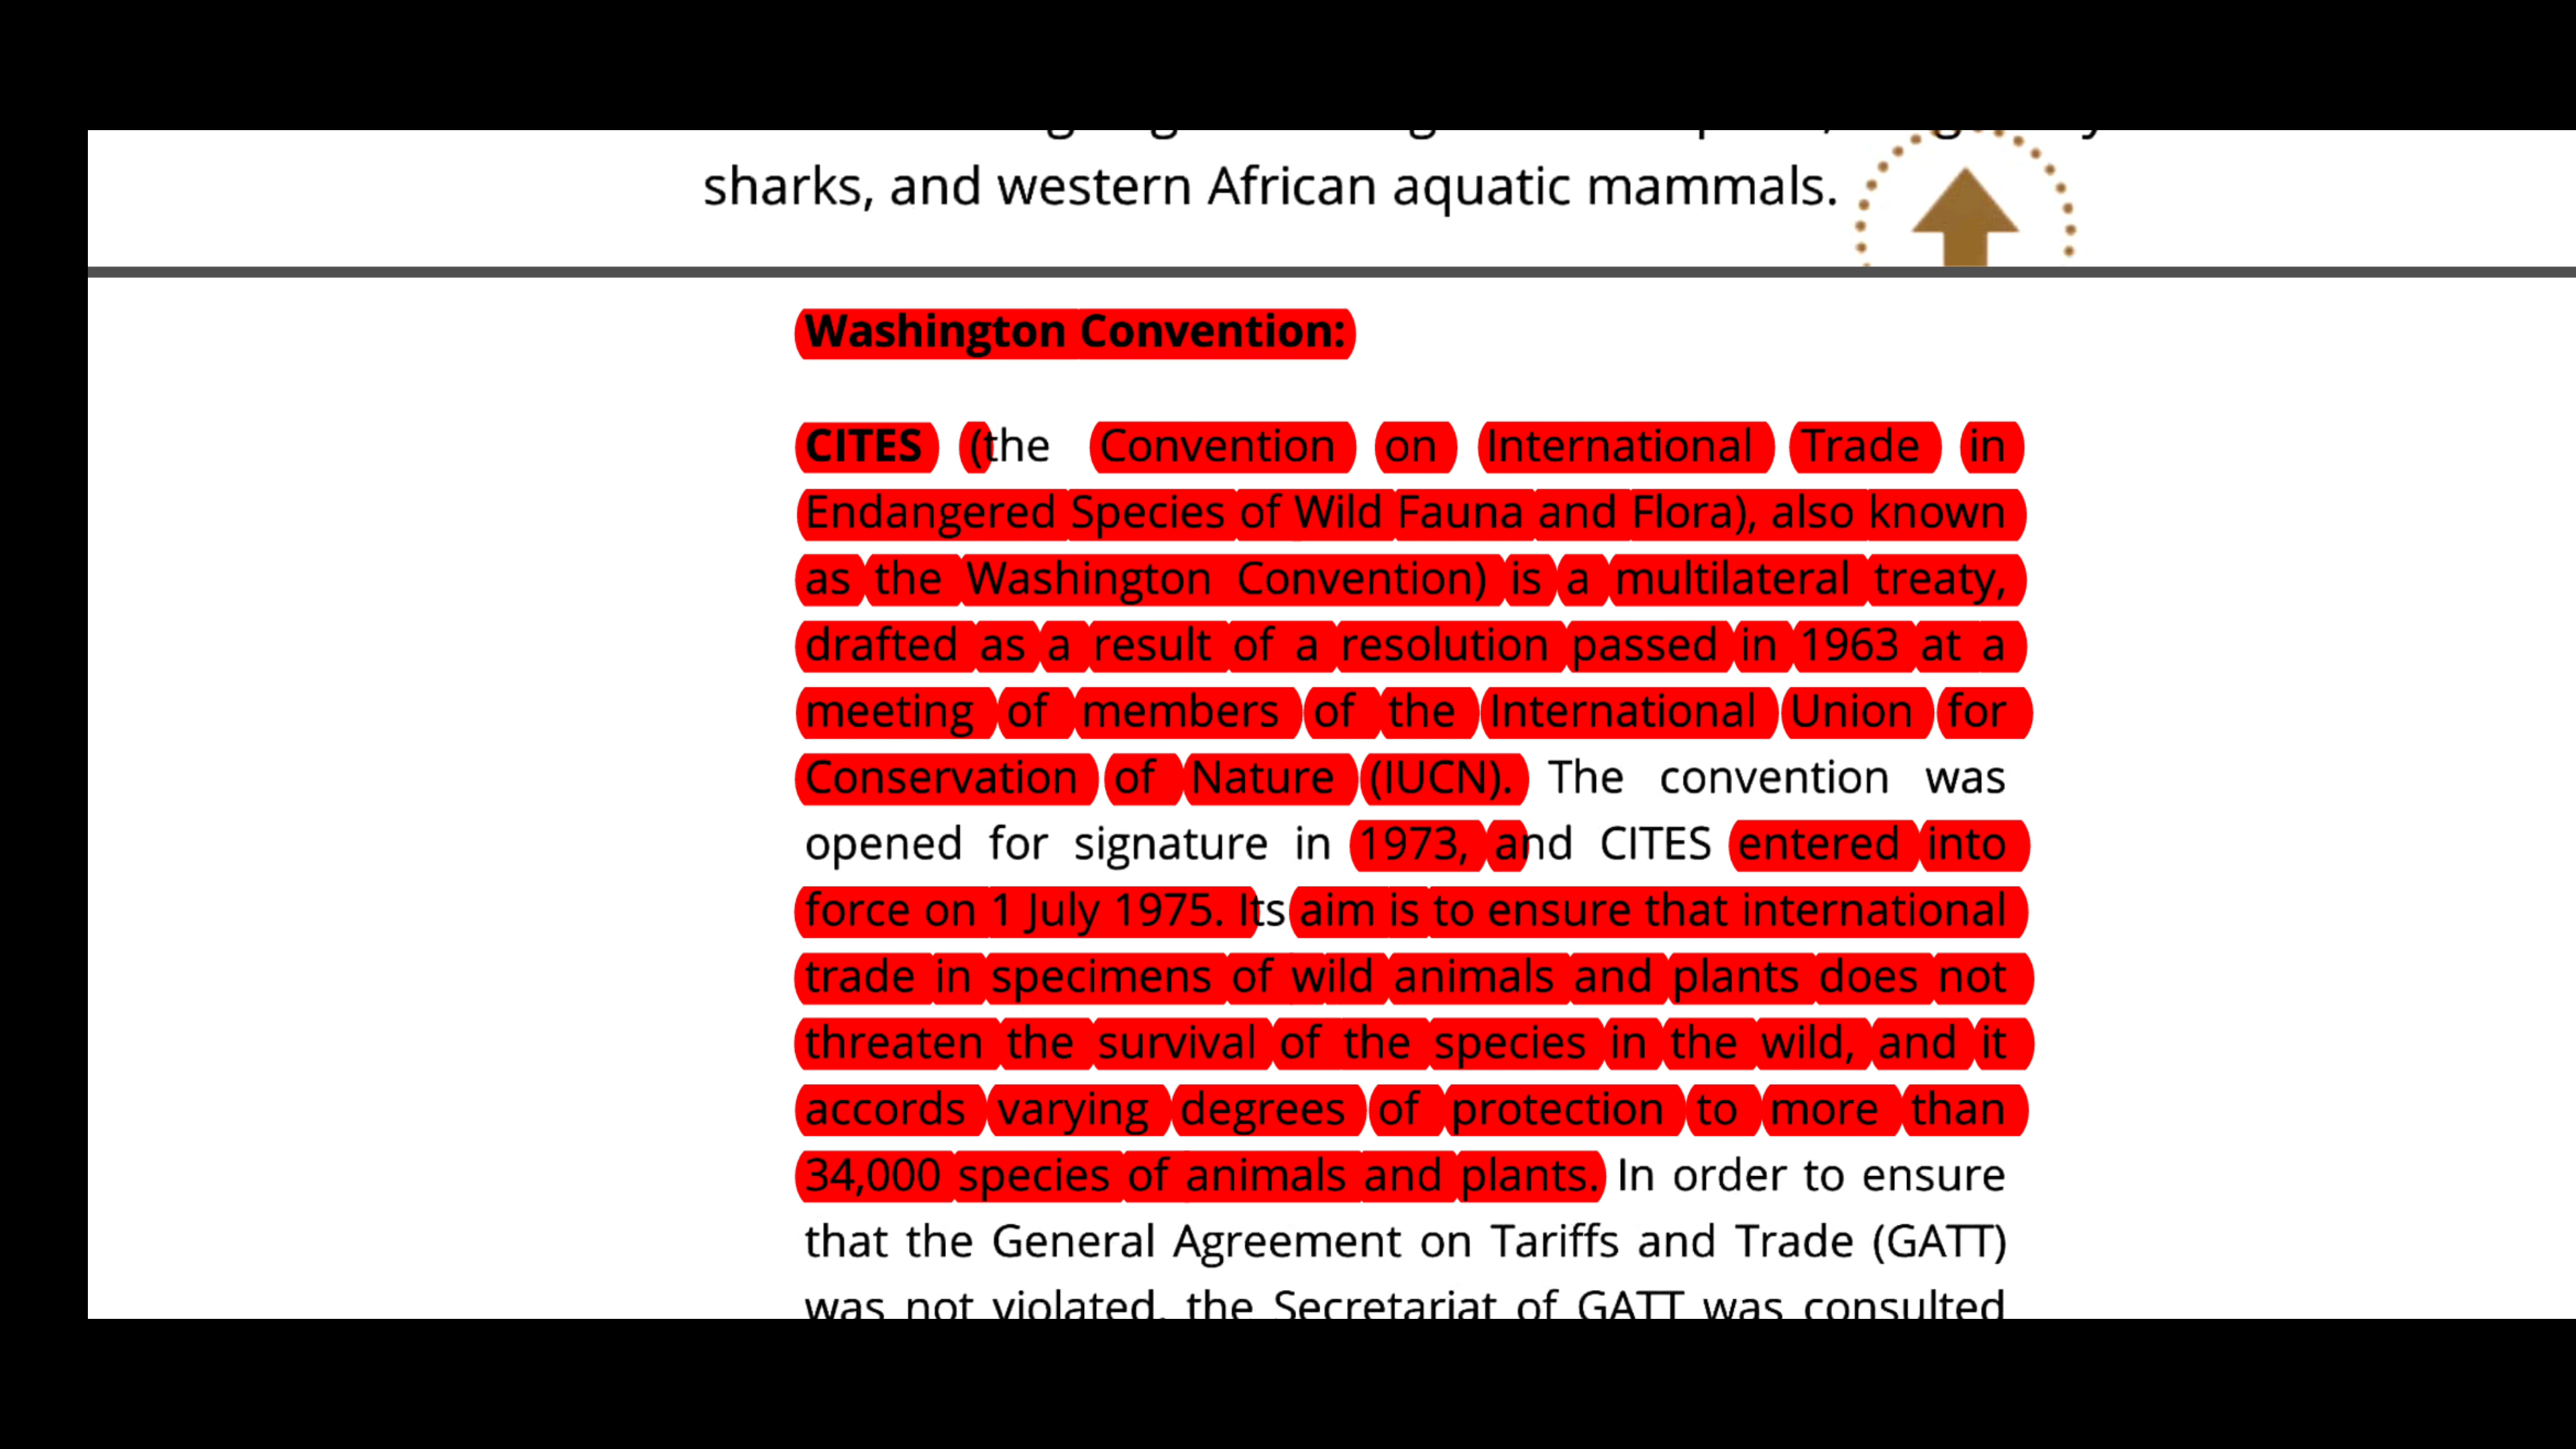 sharks, and western African aquatic mammals.
Washington Convention:
CITES (the Convention on International Trade in
Endangered Species of Wild Fauna and Flora), also known
as the Washington Convention) is a multilateral treaty,
drafted as a result of a resolution passed in 1963 at a
meeting of members of the International Union for
Conservation of Nature (IUCN). The convention was
opened for signature in 1973, and CITES entered into
force on 1 July 1975. Its aim is to ensure that international
trade in specimens of wild animals and plants does not
threaten the survival of the species in the wild, and it
accords varying degrees of protection to more than
34,000 species of animals and plants. In order to ensure
that the General Agreement on Tariffs and Trade (GATT)
was not violated, the Secretariat of GATT was consulted